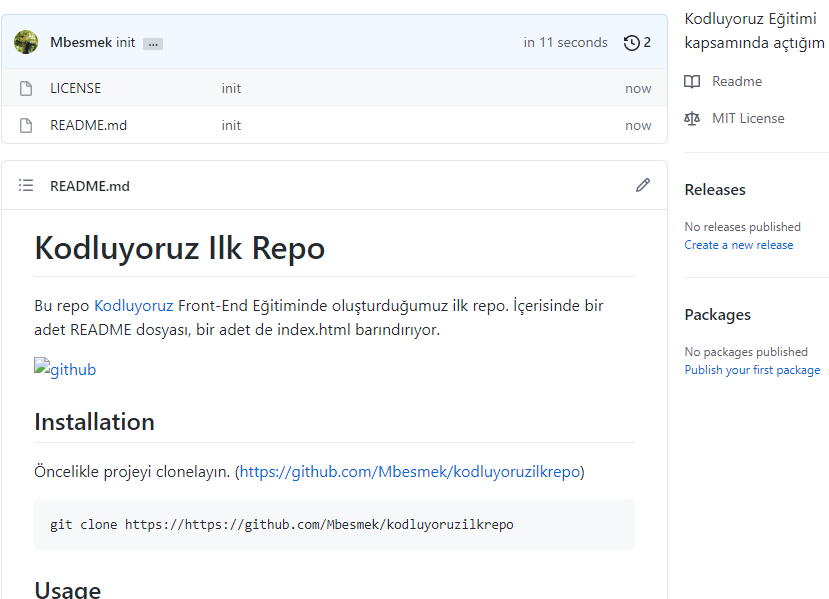 Mbesmek init ...
in 11 seconds
2
LICENSE
init
now
README.md
init
now
README.md
Kodluyoruz Ilk Repo
Bu repo Kodluyoruz Front-End Eğitiminde oluşturduğumuz ilk repo. İçerisinde bir
adet README dosyası, bir adet de index.html barındırıyor.
github
Installation
Öncelikle projeyi clonelayın. (https://github.com/Mbesmek/kodluyoruzilkrepo)
git clone https://https://github.com/Mbesmek/kodluyoruzilkrepo
Usage
Kodluyoruz Eğitimi
kapsamında açtığım
Readme
MIT License
Releases
No releases published
Create a new release
Packages
No packages published
Publish your first package